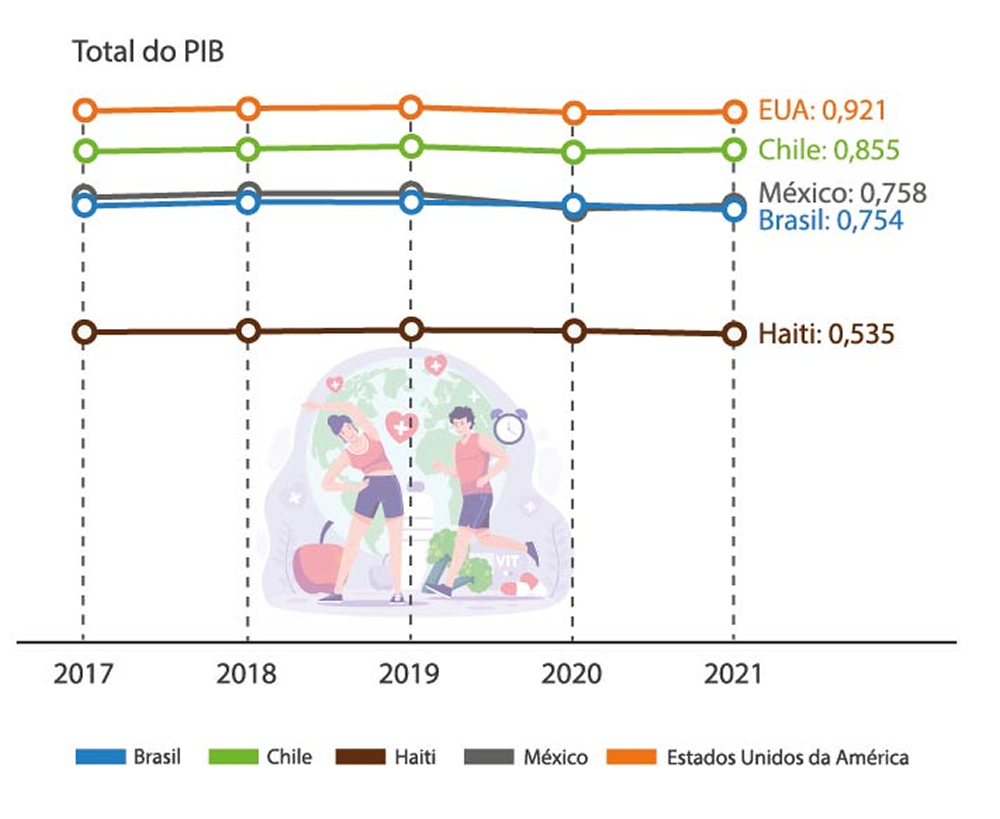 Total do PIB
EUA: 0,921
Chile: 0,855
México: 0,758
Brasil: 0,754
Haiti: 0,535
VIT
2017 2018 2019 2020 2021
Brasil Chile Haiti México Estados Unidos da América